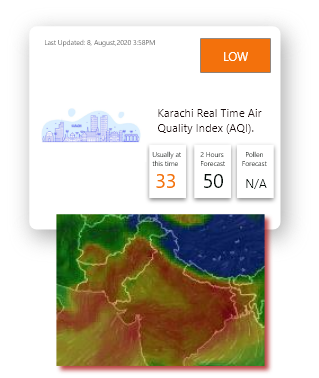 Last Updated: 8, August,2020 3:58PM
LOW
Karachi Real Time Air
Quality Index (AQI).
Usually at
this time
33
2 Hours
Forecast
50
Pollen
Forecast
N/A